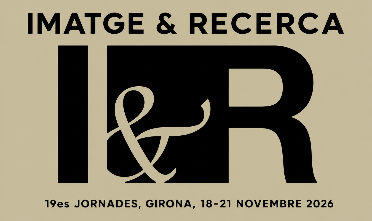 IMATGE & RECERCA
I&R
19es JORNADES, GIRONA, 18-21 NOVEMBRE 2026